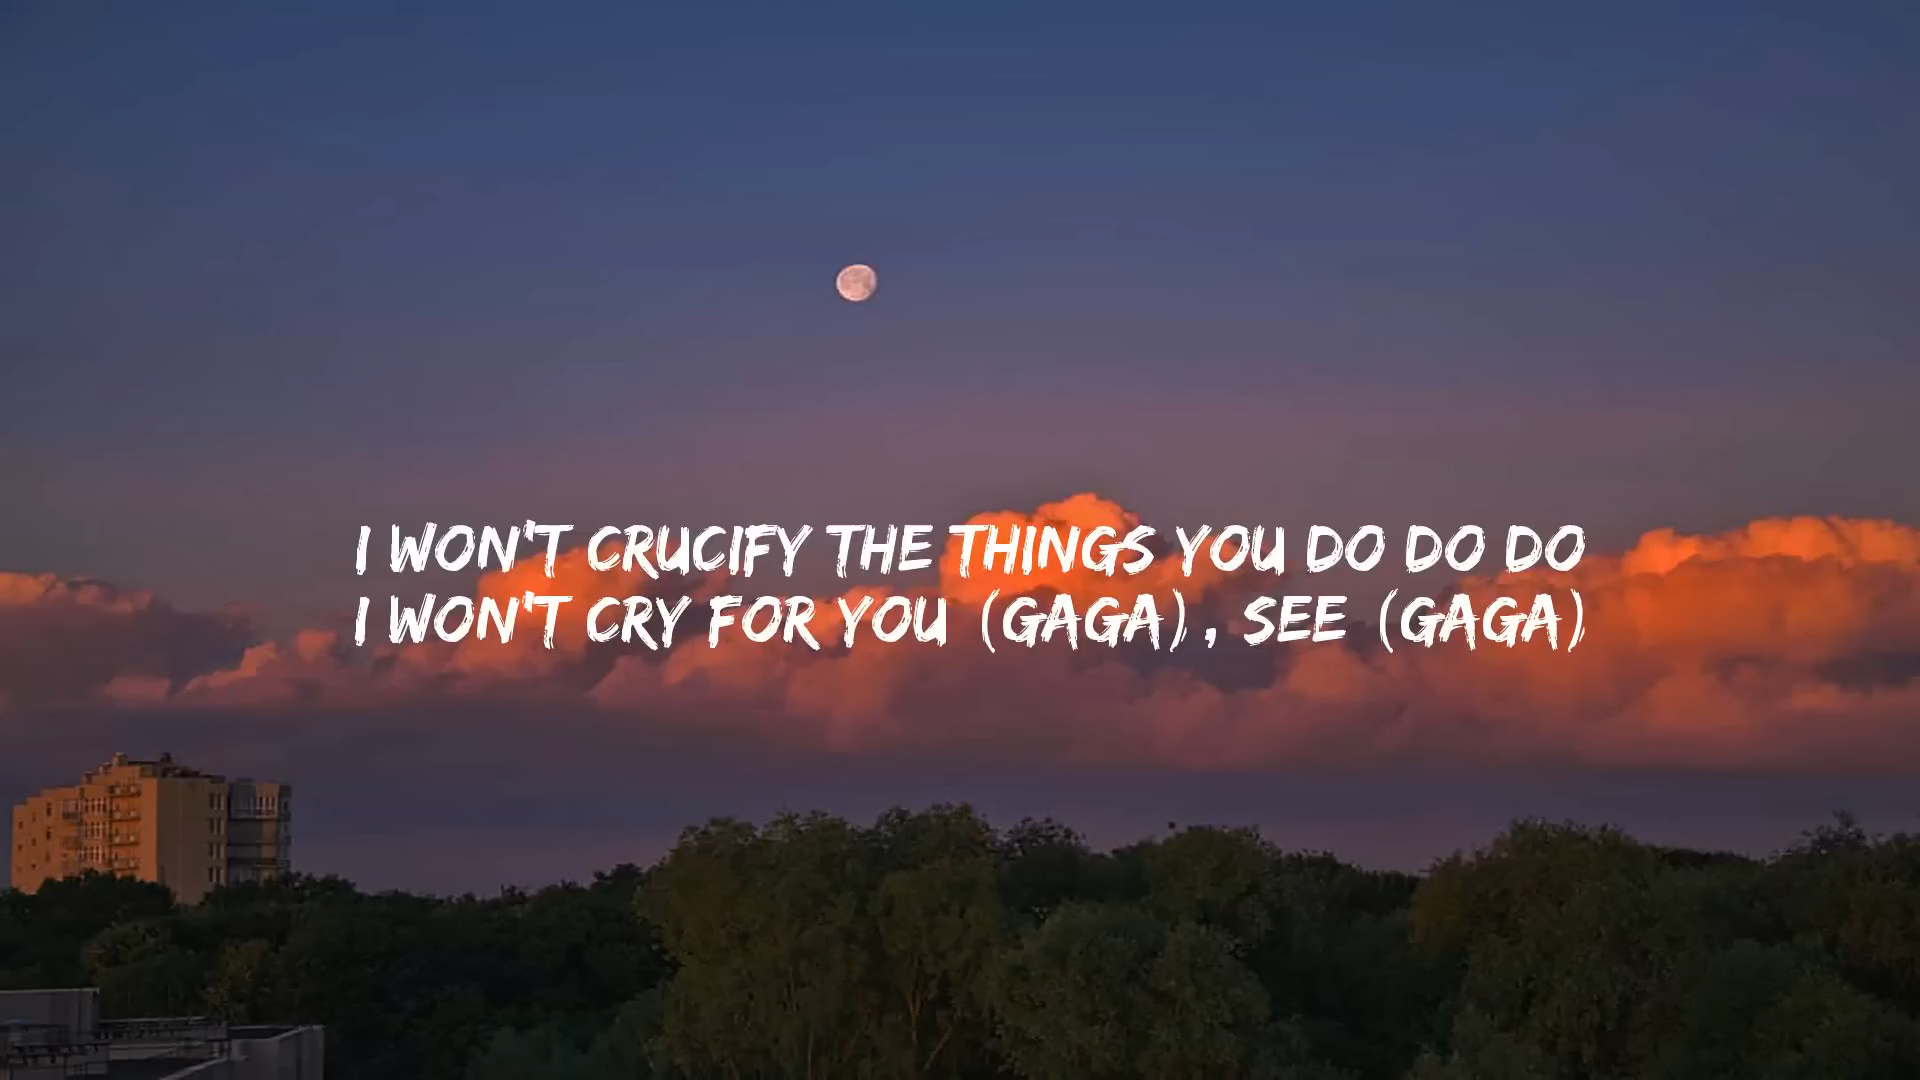 I WON'T CRUCIFY THE THINGS YOU DO DO DO
I WON'T CRY FOR YOU (GAGA), SEE (GAGA)